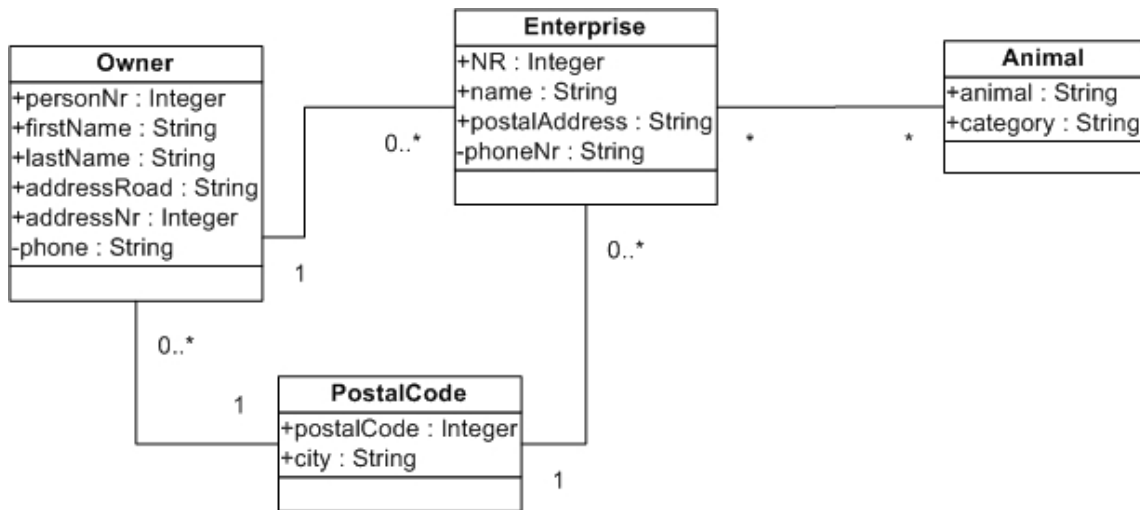 Owner
+personNr : Integer
+firstName : String
+lastName : String
+addressRoad : String
+addressNr : Integer
-phone : String
Enterprise
+NR : Integer
+name : String
+postalAddress : String
-phoneNr : String
Animal
+animal : String
+category : String
0..*
1
*
*
0..*
0..*
1
1
PostalCode
+postalCode : Integer
+city : String